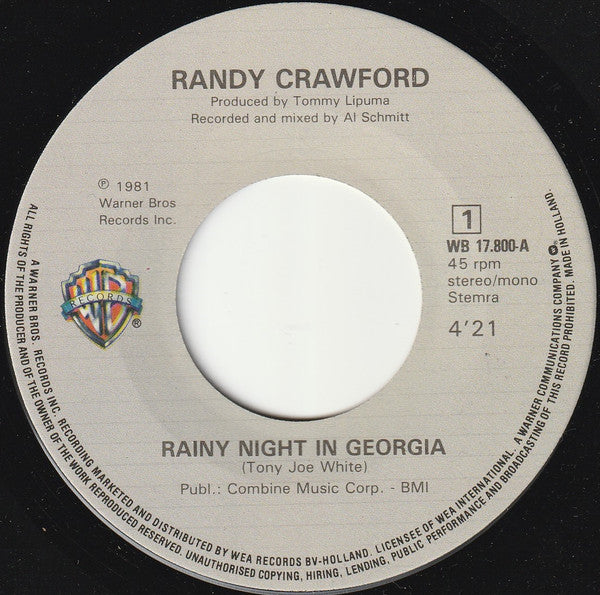 RANDY CRAWFORD
Produced by Tommy Lipuma
Recorded and mixed by Al Schmitt
℗ 1981
Warner Bros
Records Inc.
WB
RECORDS
®
1
WB 17.800-A
45 rpm
stereo/mono
Stemra
4'21
RAINY NIGHT IN GEORGIA
(Tony Joe White)
Publ.: Combine Music Corp. - BMI
A WARNER BROS. RECORDS INC. RECORDING MARKETED AND DISTRIBUTED BY WEA RECORDS BV-HOLLAND. LICENSEE OF WEA INTERNATIONAL. A WARNER COMMUNICATIONS COMPANY
ALL RIGHTS OF THE PRODUCER AND OF THE OWNER OF THE WORK REPRODUCED RESERVED. UNAUTHORISED COPYING, HIRING, LENDING, PUBLIC PERFORMANCE AND BROADCASTING OF THIS RECORD PROHIBITED. MADE IN HOLLAND.